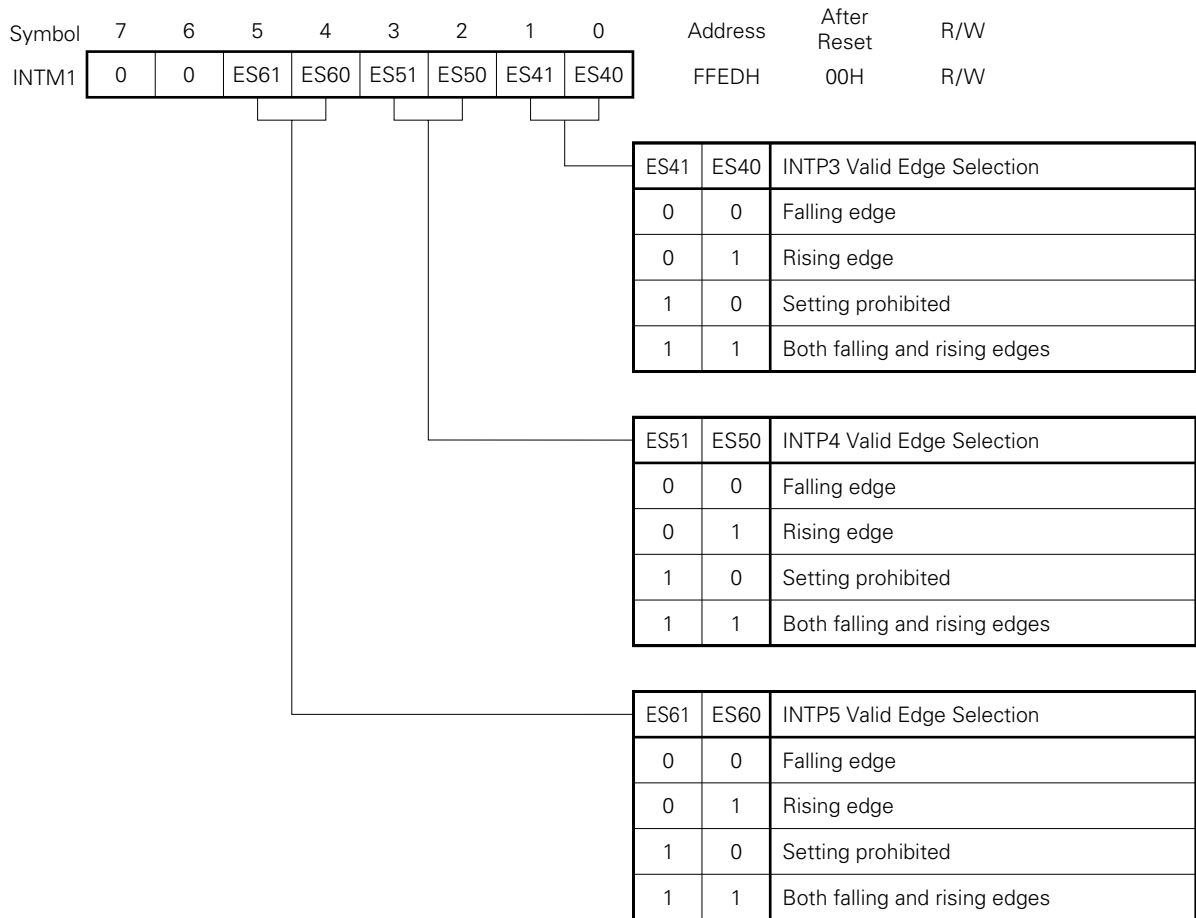 Symbol 7 6 5 4 3 2 1 0 Address After Reset R/W
INTM1 0 0 ES61 ES60 ES51 ES50 ES41 ES40 FFEDH 00H R/W
ES41 ES40 INTP3 Valid Edge Selection
0 0 Falling edge
0 1 Rising edge
1 0 Setting prohibited
1 1 Both falling and rising edges
ES51 ES50 INTP4 Valid Edge Selection
0 0 Falling edge
0 1 Rising edge
1 0 Setting prohibited
1 1 Both falling and rising edges
ES61 ES60 INTP5 Valid Edge Selection
0 0 Falling edge
0 1 Rising edge
1 0 Setting prohibited
1 1 Both falling and rising edges